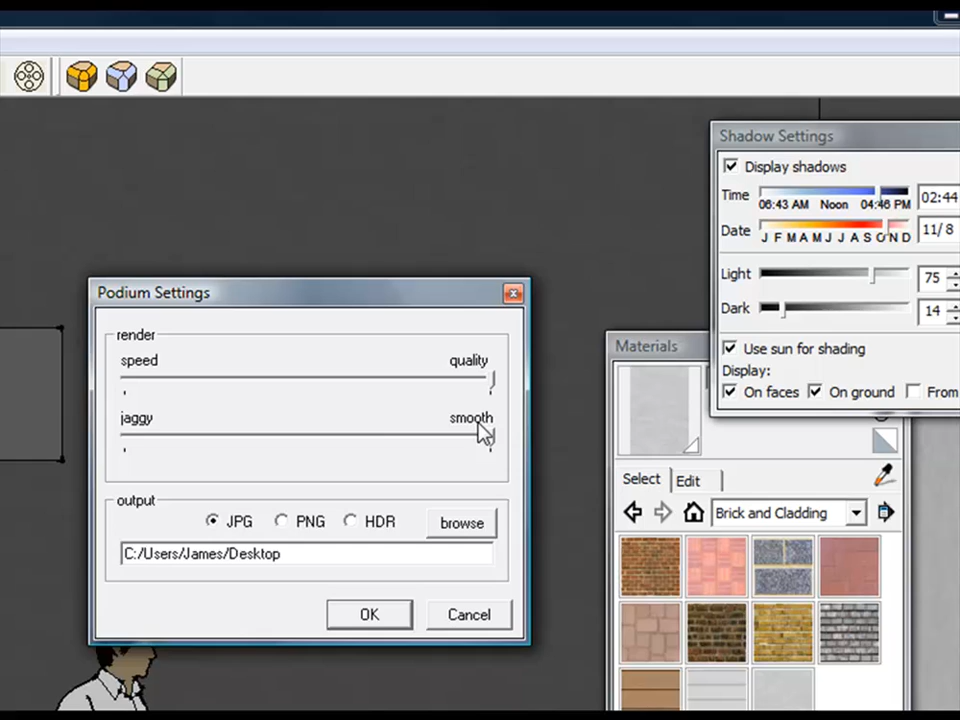 Shadow Settings
Display shadows
Time
06:43 AM Noon 04:46 PM
02:44
Date
J F M A M J J A S O N D
11/ 8
Light
75
Dark
14
Use sun for shading
Display:
On faces
On ground
From
Podium Settings
render
speed
quality
jaggy
smooth
output
JPG
PNG
HDR
browse
C:/Users/James/Desktop
OK
Cancel
Materials
Select
Edit
Brick and Cladding